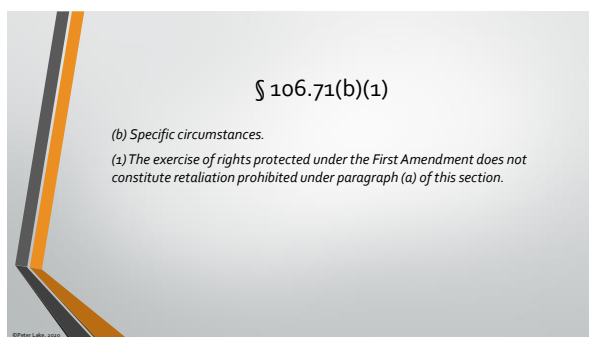 § 106.71(b)(1)
(b) Specific circumstances.
(1) The exercise of rights protected under the First Amendment does not
constitute retaliation prohibited under paragraph (a) of this section.
©Peter Lake, 2020